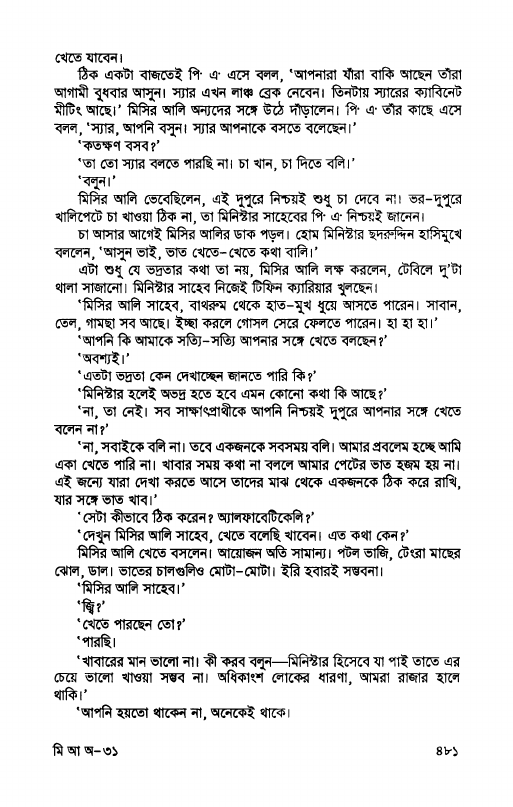 খেতে যাবেন।
ঠিক একটা বাজতেই পি· এ· এসে বলল, ‘আপনারা যাঁরা বাকি আছেন তাঁরা
আগামী বুধবার আসুন। স্যার এখন লাঞ্চ ব্রেক নেবেন। তিনটায় স্যারের ক্যাবিনেট
মীটিং আছে।’ মিসির আলি অন্যদের সঙ্গে উঠে দাঁড়ালেন। পি· এ· তাঁর কাছে এসে
বলল, ‘স্যার, আপনি বসুন। স্যার আপনাকে বসতে বলেছেন।’
‘কতক্ষণ বসব?’
‘তা তো স্যার বলতে পারছি না। চা খান, চা দিতে বলি।’
‘বলুন।’
মিসির আলি ভেবেছিলেন, এই দুপুরে নিশ্চয়ই শুধু চা দেবে না। ভর–দুপুরে
খালিপেটে চা খাওয়া ঠিক না, তা মিনিস্টার সাহেবের পি· এ· নিশ্চয়ই জানেন।
চা আসার আগেই মিসির আলির ডাক পড়ল। হোম মিনিস্টার ছদরুদ্দিন হাসিমুখে
বললেন, ‘আসুন ভাই, ভাত খেতে–খেতে কথা বালি।’
এটা শুধু যে ভদ্রতার কথা তা নয়, মিসির আলি লক্ষ করলেন, টেবিলে দু’টা
থালা সাজানো। মিনিস্টার সাহেব নিজেই টিফিন ক্যারিয়ার খুলছেন।
‘মিসির আলি সাহেব, বাথরুম থেকে হাত–মুখ ধুয়ে আসতে পারেন। সাবান,
তেল, গামছা সব আছে। ইচ্ছা করলে গোসল সেরে ফেলতে পারেন। হা হা হা।’
‘আপনি কি আমাকে সত্যি–সত্যি আপনার সঙ্গে খেতে বলছেন?’
‘অবশ্যই।’
‘এতটা ভদ্রতা কেন দেখাচ্ছেন জানতে পারি কি?’
‘মিনিস্টার হলেই অভদ্র হতে হবে এমন কোনো কথা কি আছে?’
‘না, তা নেই। সব সাক্ষাৎপ্রার্থীকে আপনি নিশ্চয়ই দুপুরে আপনার সঙ্গে খেতে
বলেন না?’
‘না, সবাইকে বলি না। তবে একজনকে সবসময় বলি। আমার প্রবলেম হচ্ছে আমি
একা খেতে পারি না। খাবার সময় কথা না বললে আমার পেটের ভাত হজম হয় না।
এই জন্যে যারা দেখা করতে আসে তাদের মাঝ থেকে একজনকে ঠিক করে রাখি,
যার সঙ্গে ভাত খাব।’
‘সেটা কীভাবে ঠিক করেন? অ্যালফাবেটিকেলি?’
‘দেখুন মিসির আলি সাহেব, খেতে বলেছি খাবেন। এত কথা কেন?’
মিসির আলি খেতে বসলেন। আয়োজন অতি সামান্য। পটল ভাজি, টেংরা মাছের
ঝোল, ডাল। ভাতের চালগুলিও মোটা–মোটা। ইরি হবারই সম্ভবনা।
‘মিসির আলি সাহেব।’
‘জ্বি?’
‘খেতে পারছেন তো?’
‘পারছি।
‘খাবারের মান ভালো না। কী করব বলুন—মিনিস্টার হিসেবে যা পাই তাতে এর
চেয়ে ভালো খাওয়া সম্ভব না। অধিকাংশ লোকের ধারণা, আমরা রাজার হালে
থাকি।’
‘আপনি হয়তো থাকেন না, অনেকেই থাকে।
মি আ অ–৩১
৪৮১